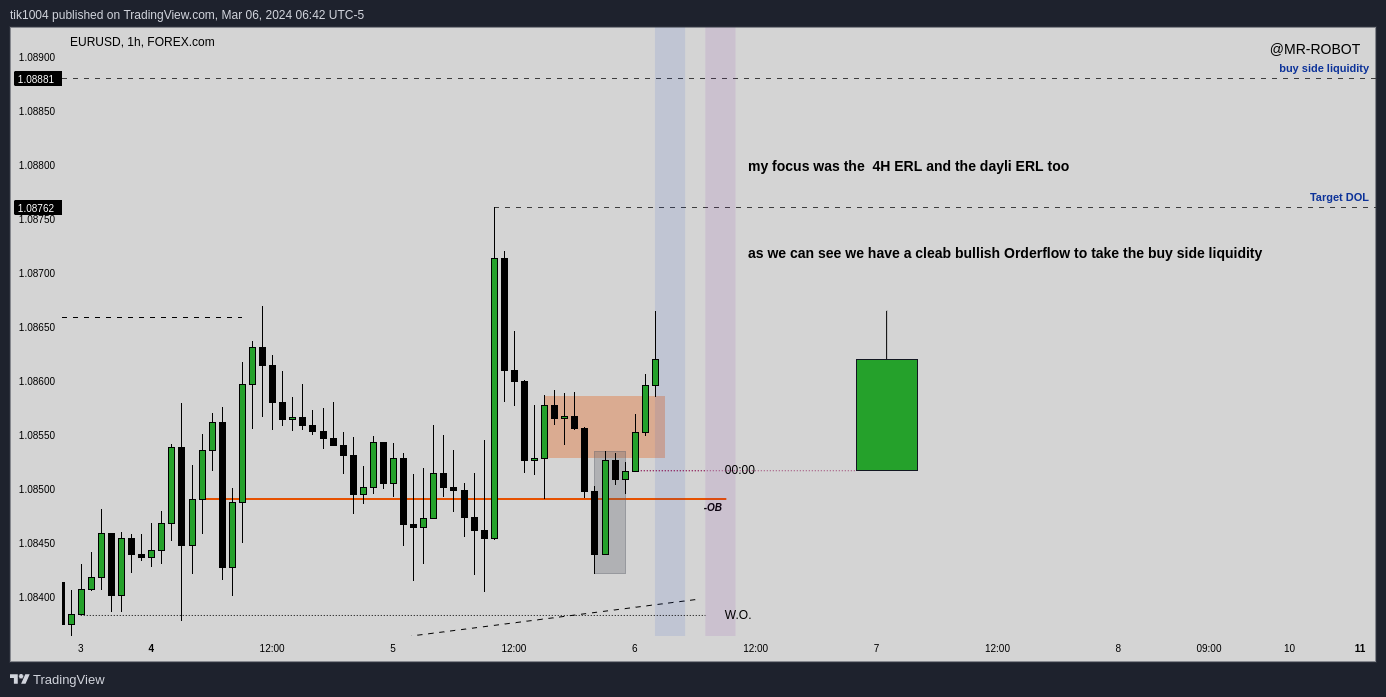 tik1004 published on TradingView.com, Mar 06, 2024 06:42 UTC-5
EURUSD, 1h, FOREX.com
@MR-ROBOT
1.08900
buy side liquidity
1.08881
1.08850
1.08800
my focus was the  4H ERL and the dayli ERL too
Target DOL
1.08762
1.08750
as we can see we have a cleab bullish Orderflow to take the buy side liquidity
1.08700
1.08650
1.08600
1.08550
00:00
1.08500
-OB
1.08450
1.08400
W.O.
3 4 12:00 5 12:00 6 12:00 7 12:00 8 09:00 10 11
TradingView